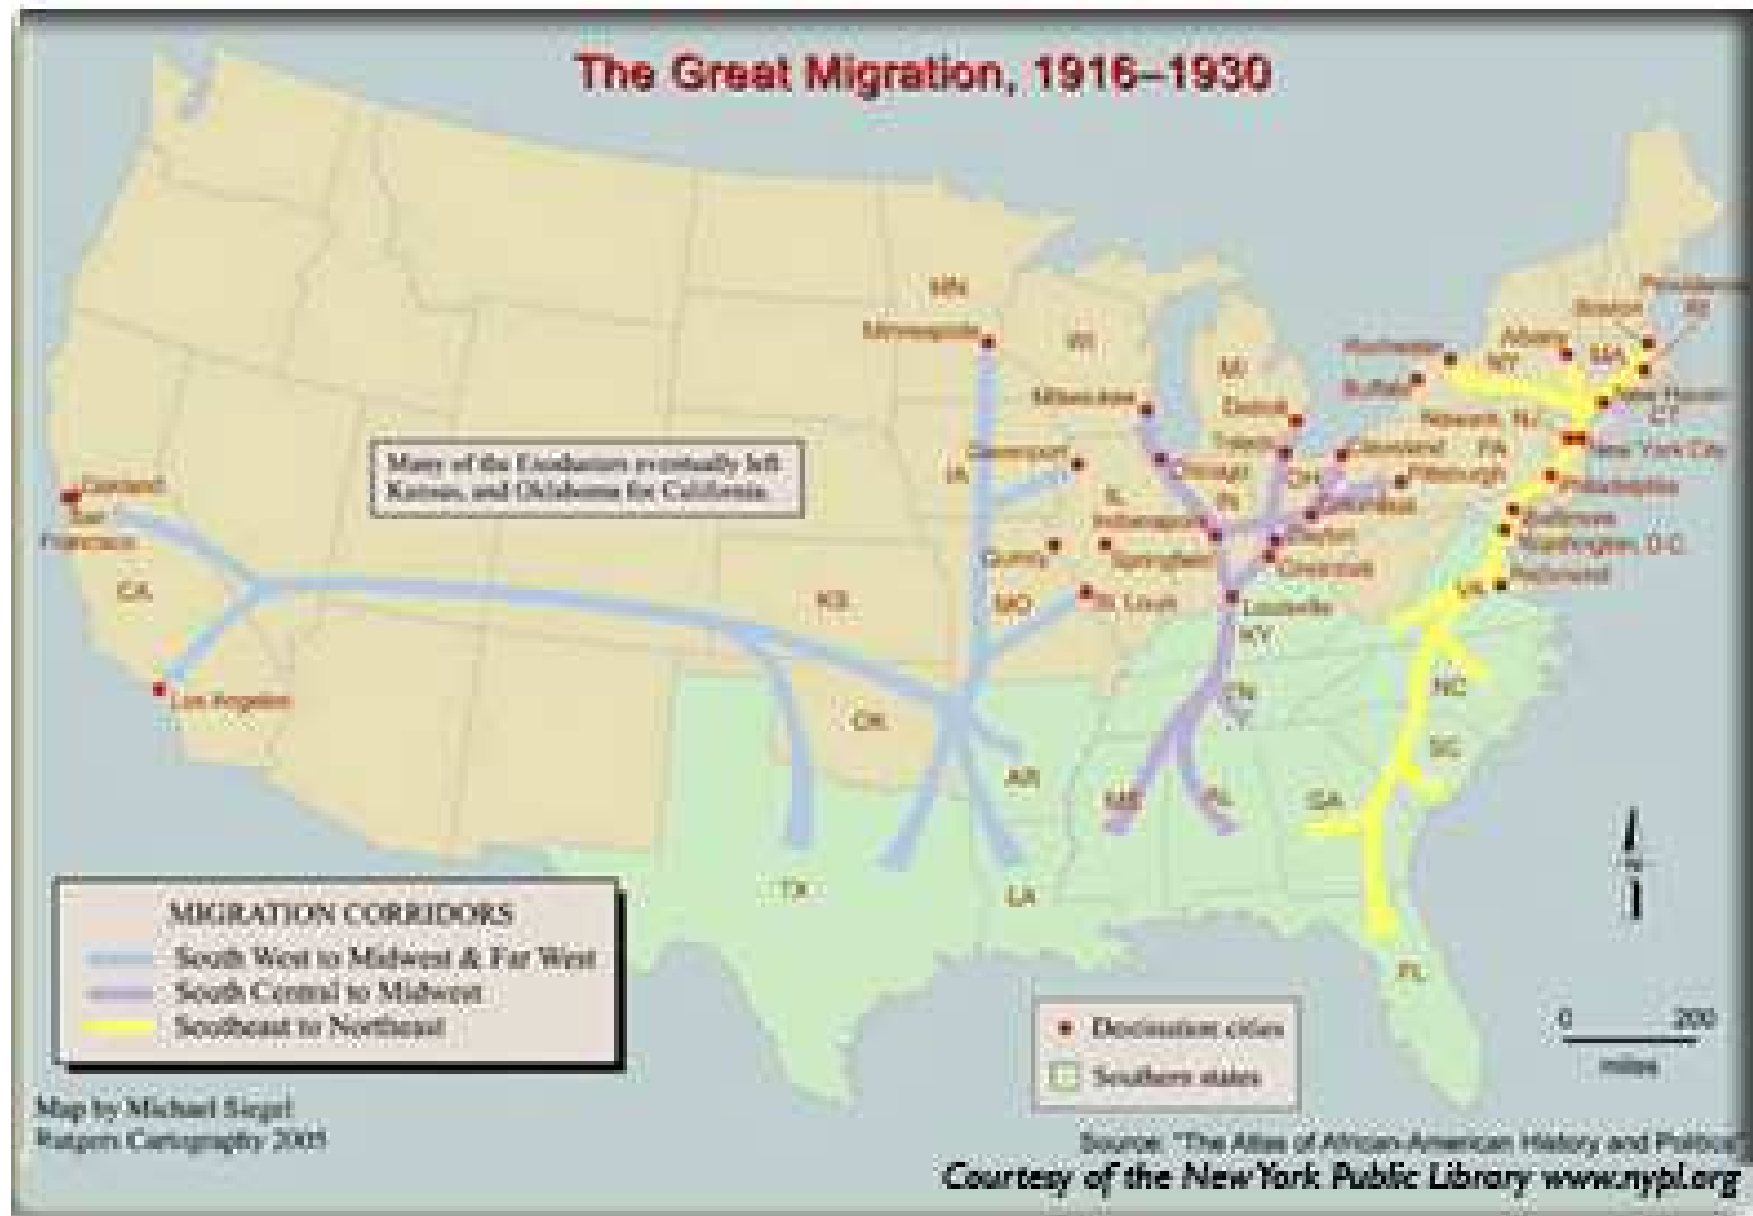 The Great Migration, 1916–1930
MN
Minneapolis
WI
MI
Milwaukee
Detroit
Toledo
Chicago
Cleveland
Pittsburgh
OH
Columbus
Dayton
Cincinnati
Indianapolis
IN
IL
IA
Davenport
Quincy
Springfield
MO
St. Louis
Louisville
KY
TN
Rochester
Buffalo
Albany
NY
MA
Boston
Providence
RI
New Haven
CT
Newark, NJ
New York City
PA
Philadelphia
Baltimore
Washington, D.C.
Richmond
VA
NC
SC
GA
FL
AL
MS
AR
LA
TX
OK
KS
Many of the Exodusters eventually left
Kansas, and Oklahoma for California.
Oakland
San
Francisco
CA
Los Angeles
MIGRATION CORRIDORS
South West to Midwest & Far West
South Central to Midwest
Southeast to Northeast
Destination cities
Southern states
N
0 200
miles
Map by Michael Siegel
Rutgers Cartography 2005
Source: "The Atlas of African-American History and Politics"
Courtesy of the New York Public Library www.nypl.org